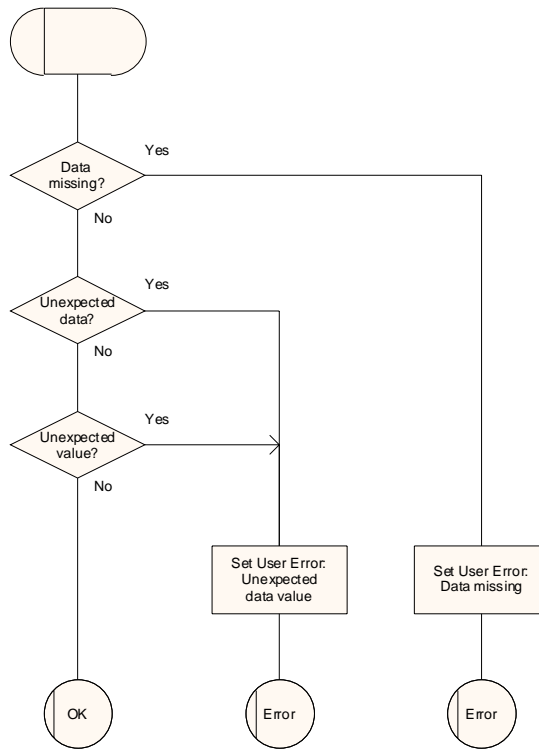 Yes
Data
missing?
No
Yes
Unexpected
data?
No
Yes
Unexpected
value?
No
Set User Error:
Unexpected
data value
Set User Error:
Data missing
OK
Error
Error